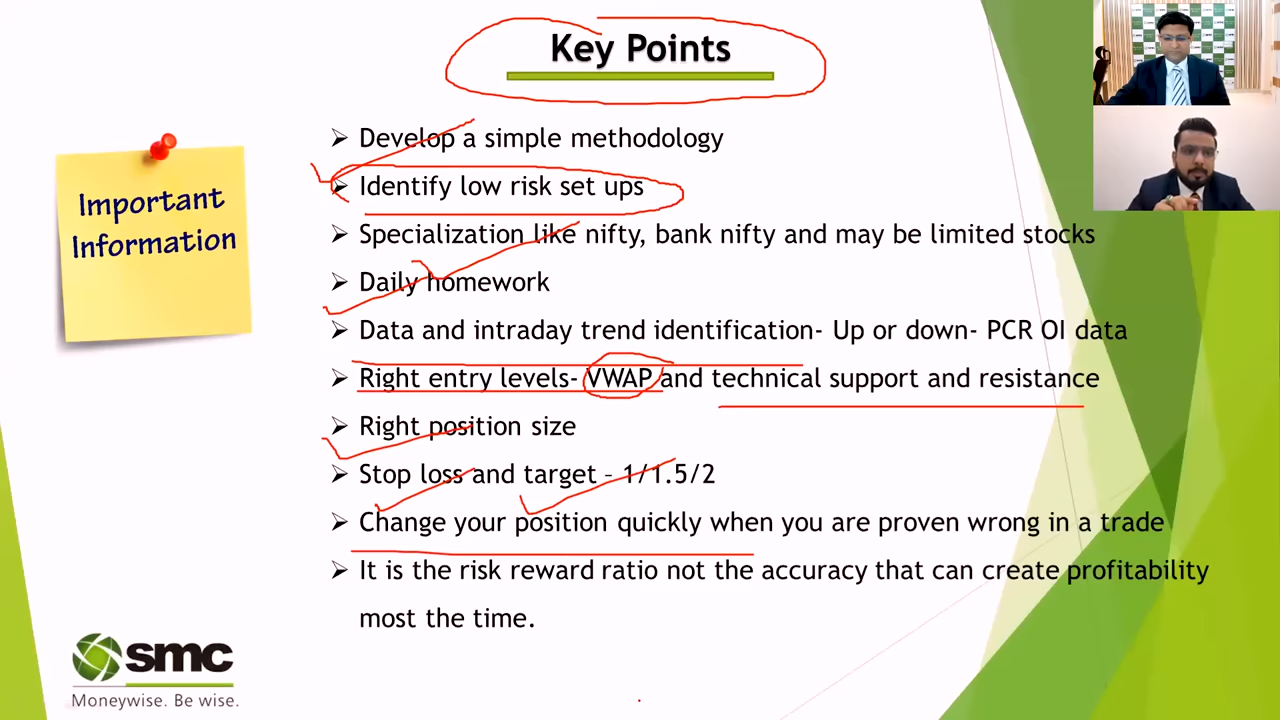 Key Points
Important
Information
➢ Develop a simple methodology
➢ Identify low risk set ups
➢ Specialization like nifty, bank nifty and may be limited stocks
➢ Daily homework
➢ Data and intraday trend identification- Up or down- PCR OI data
➢ Right entry levels- VWAP and technical support and resistance
➢ Right position size
➢ Stop loss and target – 1/1.5/2
➢ Change your position quickly when you are proven wrong in a trade
➢ It is the risk reward ratio not the accuracy that can create profitability
most the time.
smc
Moneywise. Be wise.